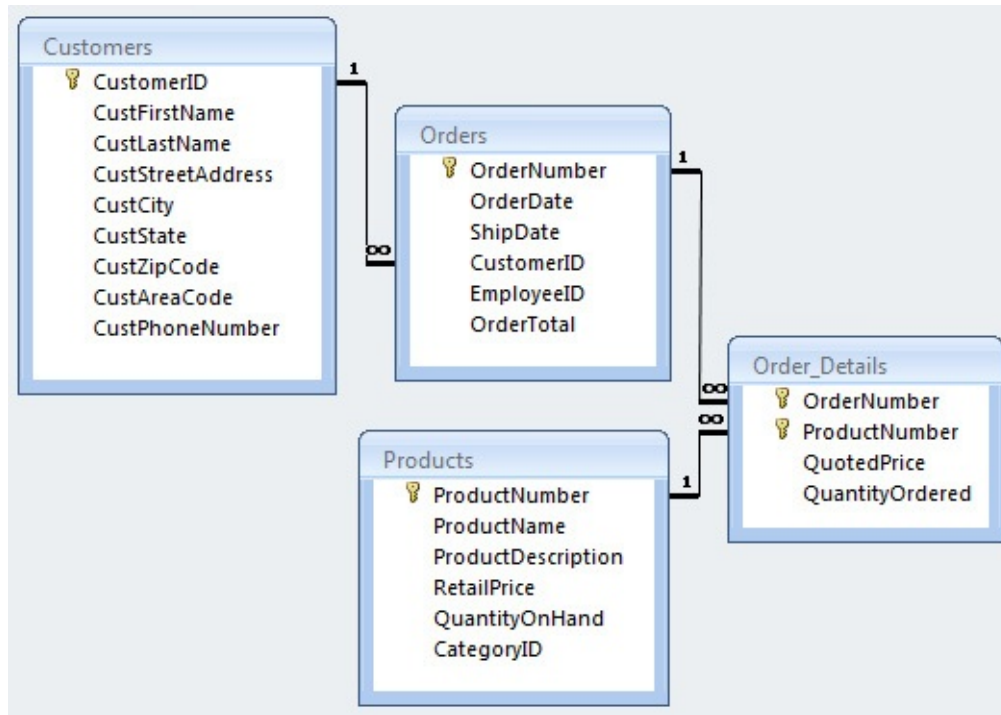 Customers
CustomerID
CustFirstName
CustLastName
CustStreetAddress
CustCity
CustState
CustZipCode
CustAreaCode
CustPhoneNumber
1
∞
Orders
OrderNumber
OrderDate
ShipDate
CustomerID
EmployeeID
OrderTotal
1
∞
∞
1
Order_Details
OrderNumber
ProductNumber
QuotedPrice
QuantityOrdered
Products
ProductNumber
ProductName
ProductDescription
RetailPrice
QuantityOnHand
CategoryID